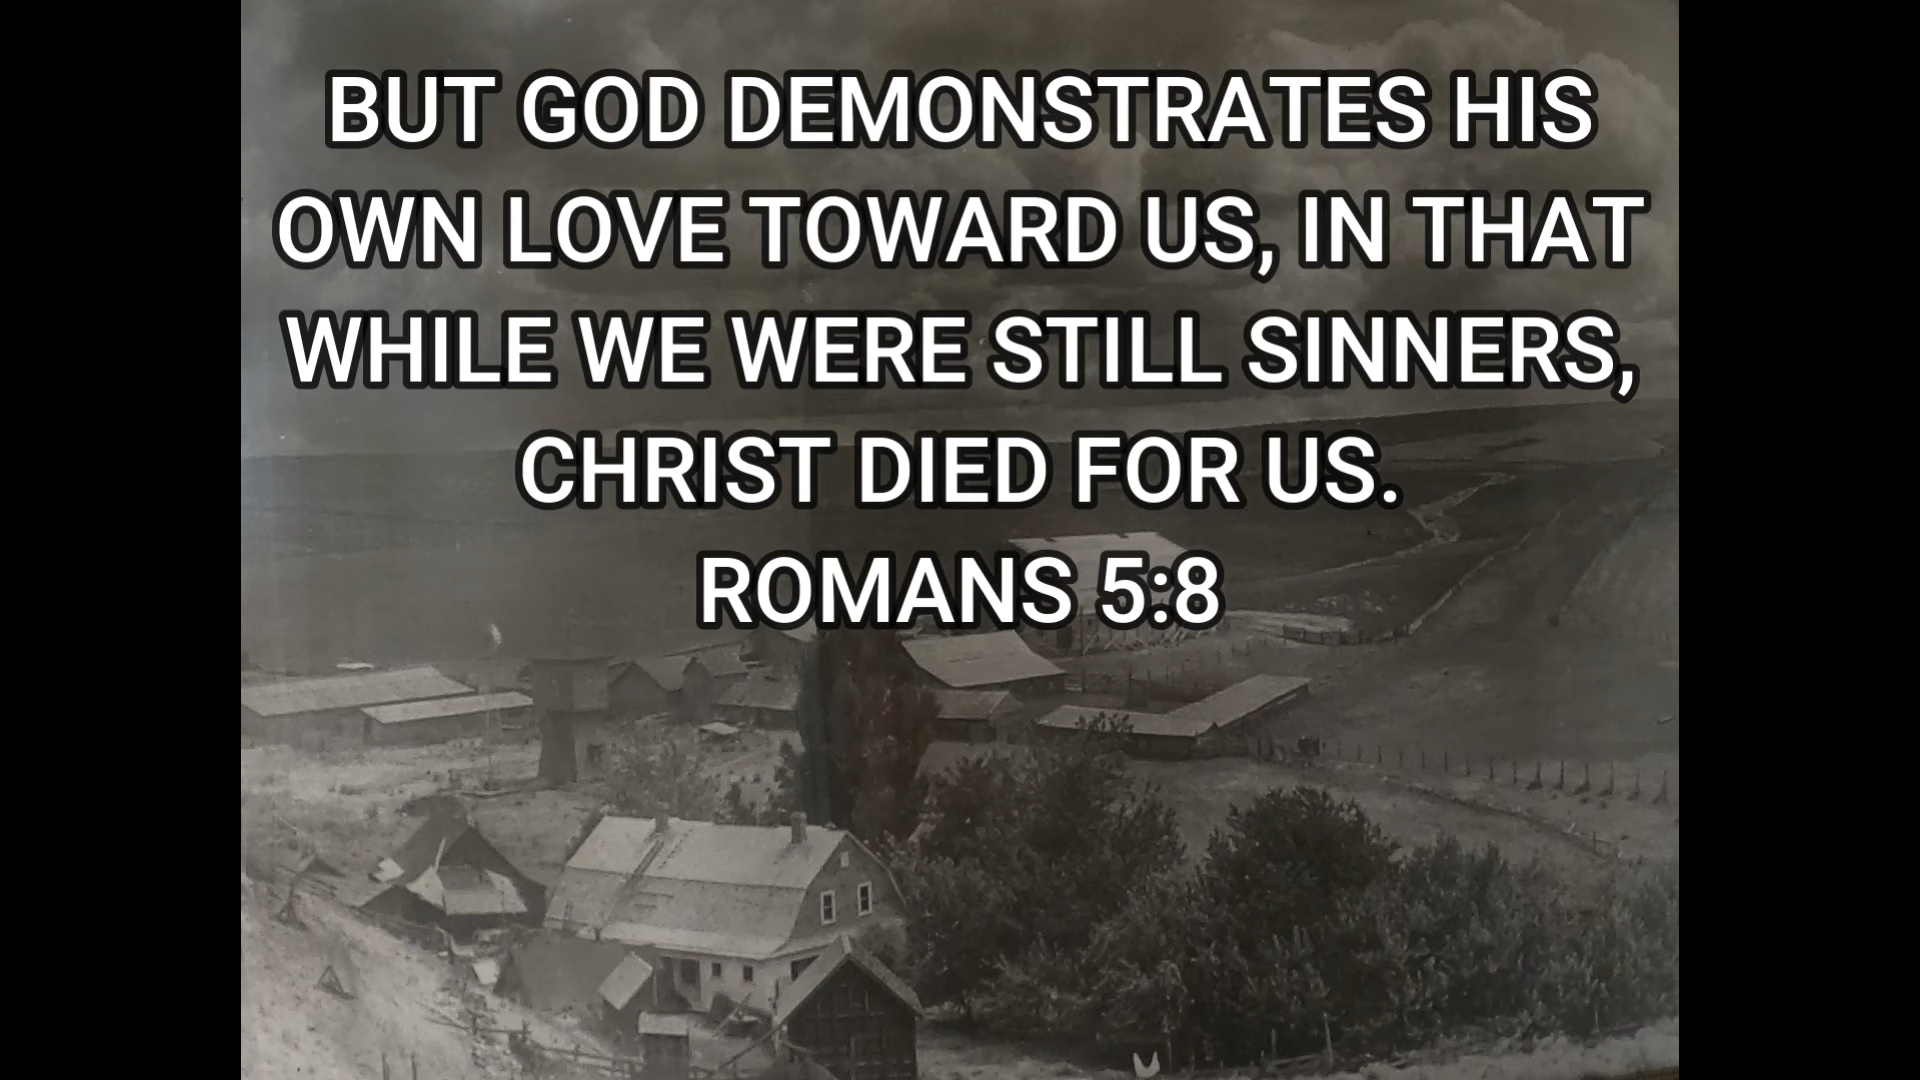 BUT GOD DEMONSTRATES HIS
OWN LOVE TOWARD US, IN THAT
WHILE WE WERE STILL SINNERS,
CHRIST DIED FOR US.
ROMANS 5:8